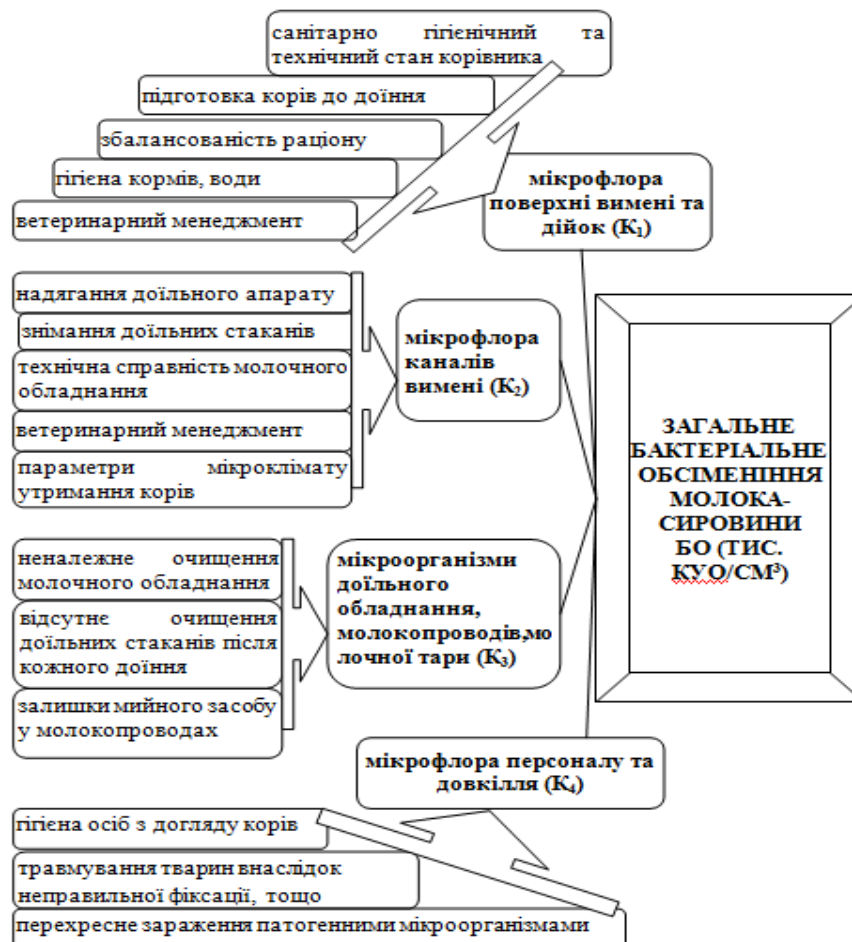 санітарно гігієнічний та
технічний стан корівника
підготовка корів до доїння
збалансованість раціону
гігієна кормів, води
ветеринарний менеджмент
мікрофлора
поверхні вимені та
дійок (К₁)
надягання доїльного апарату
знімання доїльних стаканів
технічна справність молочного
обладнання
ветеринарний менеджмент
параметри мікроклімату
утримання корів
мікрофлора
каналів
вимені (К₂)
неналежне очищення
молочного обладнання
відсутнє очищення
доїльних стаканів після
кожного доїння
залишки мийного засобу
у молокопроводах
мікроорганізми
доїльного
обладнання,
молокопроводів,мо
лочної тари (К₃)
ЗАГАЛЬНЕ
БАКТЕРІАЛЬНЕ
ОБСІМЕНІННЯ
МОЛОКА-
СИРОВИНИ
БО (ТИС.
КУО/СМ³)
мікрофлора персоналу та
довкілля (К₄)
гігієна осіб з догляду корів
травмування тварин внаслідок
неправильної фіксації, тощо
перехресне зараження патогенними мікроорганізмами